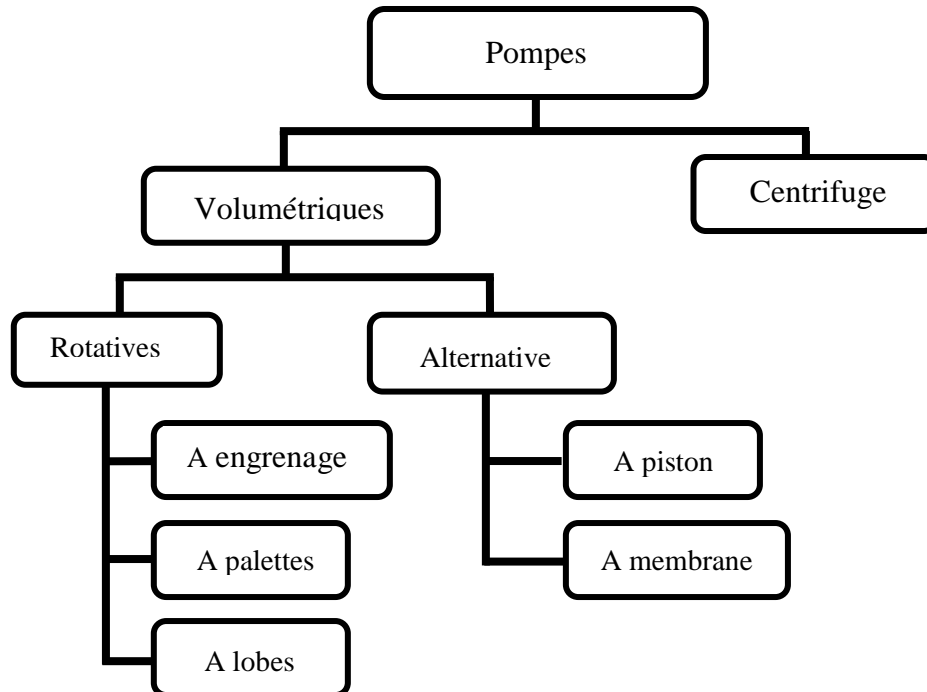 Pompes
Volumétriques
Centrifuge
Rotatives
Alternative
A engrenage
A piston
A palettes
A membrane
A lobes